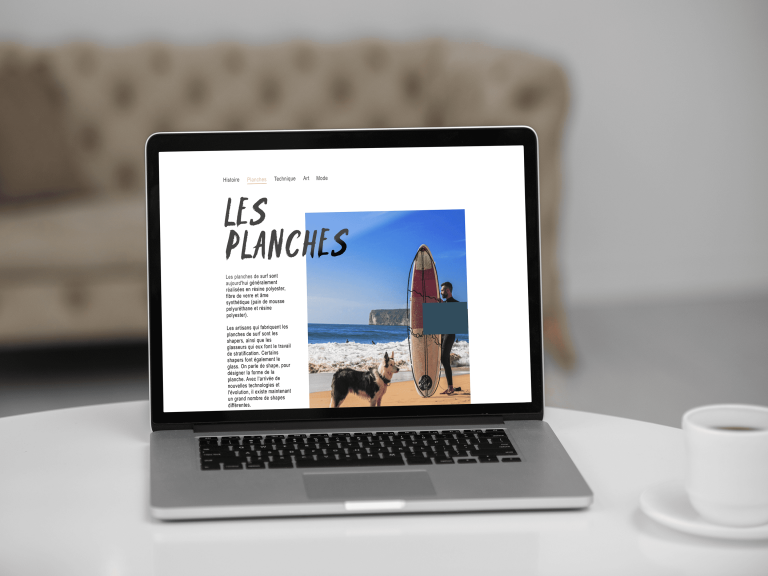 Histoire Planches Technique Art Mode
LES
PLANCHES
Les planches de surf sont
aujourd'hui généralement
réalisées en résine polyester,
fibre de verre et âme
synthétique (pain de mousse
polyuréthane et résine
polyester).
Les artisans qui fabriquent les
planches de surf sont les
shapers, ainsi que les
glasseurs qui eux font le travail
de stratification. Certains
shapers font également le
glass. On parle de shape, pour
désigner la forme de la
planche. Avec l'arrivée de
nouvelles technologies et
l'évolution, il existe maintenant
un grand nombre de shapes
différentes.